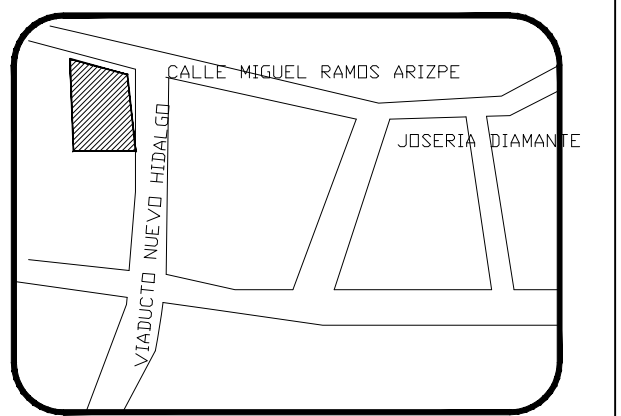 CALLE MIGUEL RAMOS ARIZPE
JOSERIA DIAMANTE
VIADUCTO NUEVO HIDALGO